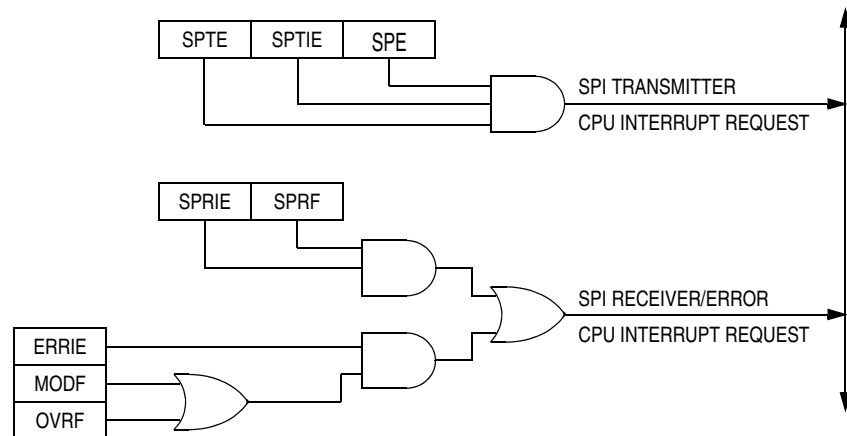 SPTE SPTIE SPE
SPI TRANSMITTER
CPU INTERRUPT REQUEST
SPRIE SPRF
SPI RECEIVER/ERROR
CPU INTERRUPT REQUEST
ERRIE
MODF
OVRF